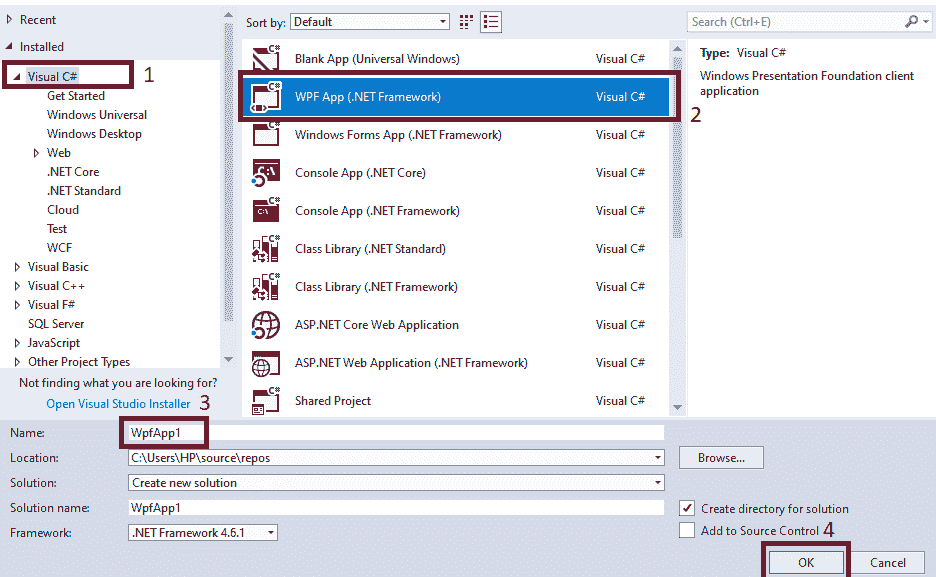 Recent
Installed
Visual C#
1
Get Started
Windows Universal
Windows Desktop
Web
.NET Core
.NET Standard
Cloud
Test
WCF
Visual Basic
Visual C++
Visual F#
SQL Server
JavaScript
Other Project Types
Not finding what you are looking for?
Open Visual Studio Installer
3
Sort by: Default
Blank App (Universal Windows) Visual C#
WPF App (.NET Framework) Visual C#
2
Windows Forms App (.NET Framework) Visual C#
Console App (.NET Core) Visual C#
Console App (.NET Framework) Visual C#
Class Library (.NET Standard) Visual C#
Class Library (.NET Framework) Visual C#
ASP.NET Core Web Application Visual C#
ASP.NET Web Application (.NET Framework) Visual C#
Shared Project Visual C#
Search (Ctrl+E)
Type: Visual C#
Windows Presentation Foundation client
application
Name: WpfApp1
Location: C:\Users\HP\source\repos Browse...
Solution: Create new solution
Solution name: WpfApp1 Create directory for solution
Framework: .NET Framework 4.6.1 Add to Source Control 4
OK Cancel